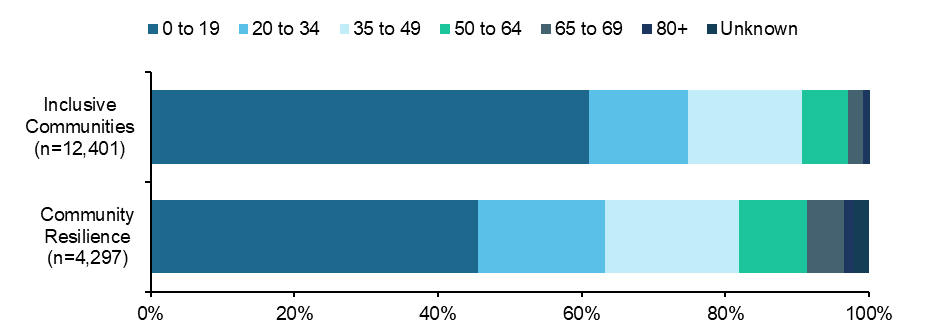 0 to 19 20 to 34 35 to 49 50 to 64 65 to 69 80+ Unknown
Inclusive
Communities
(n=12,401)
Community
Resilience
(n=4,297)
0% 20% 40% 60% 80% 100%